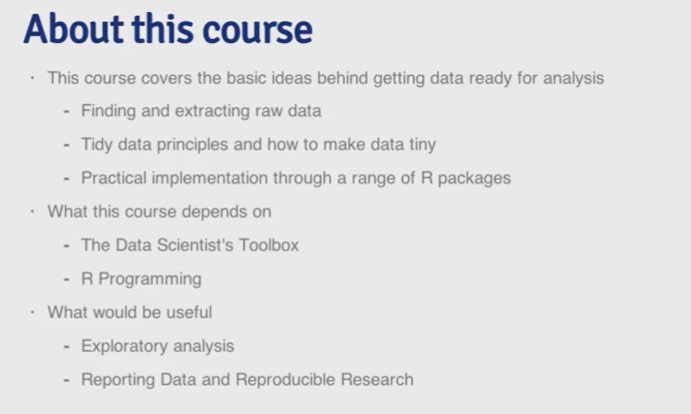 About this course
· This course covers the basic ideas behind getting data ready for analysis
- Finding and extracting raw data
- Tidy data principles and how to make data tiny
- Practical implementation through a range of R packages
· What this course depends on
- The Data Scientist's Toolbox
- R Programming
· What would be useful
- Exploratory analysis
- Reporting Data and Reproducible Research